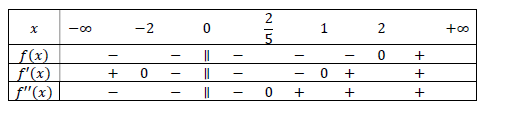 x −∞ −2 0 2/5 1 2 +∞
f(x) − − || − − − 0 +
f′(x) + 0 − || − − 0 + +
f″(x) − − || − 0 + + +